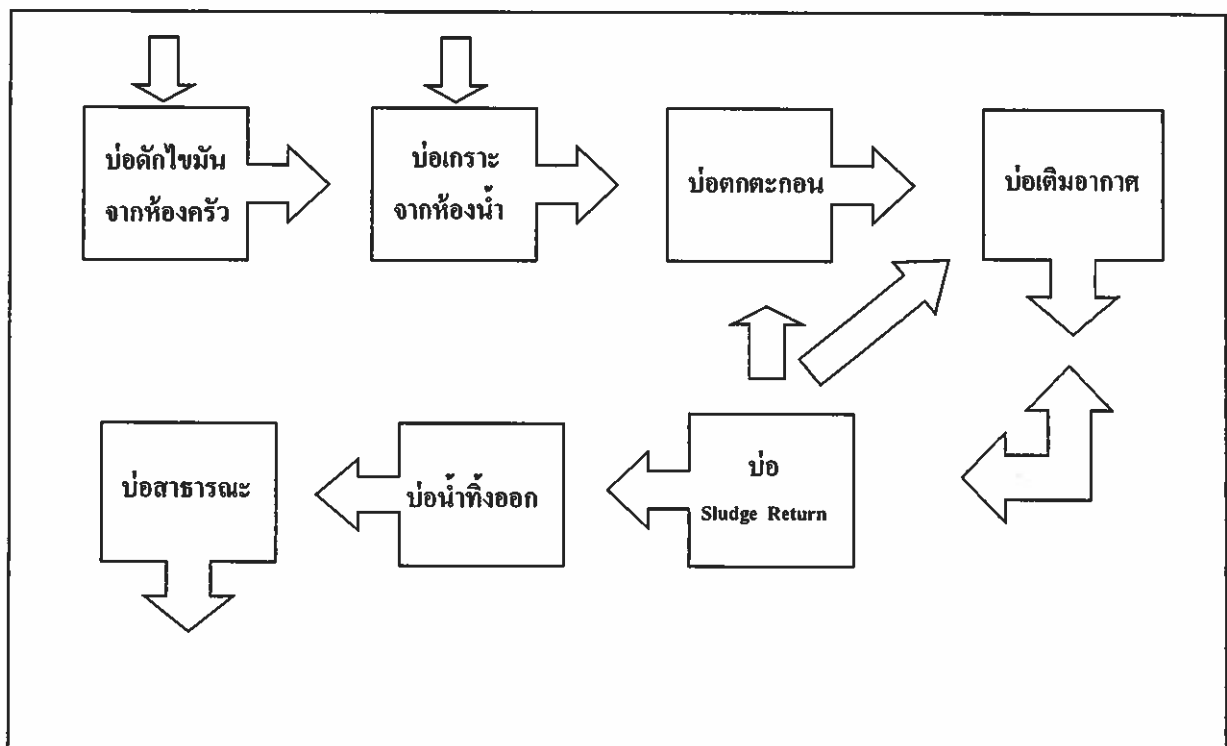 บ่อดักไขมัน
จากห้องครัว
บ่อเกราะ
จากห้องน้ำ
บ่อตกตะกอน
บ่อเติมอากาศ
บ่อสาธารณะ
บ่อน้ำทิ้งออก
บ่อ
Sludge Return